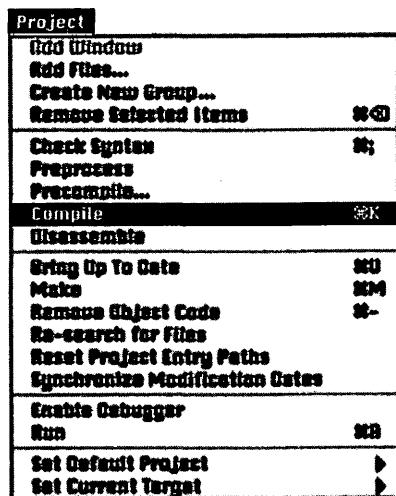 Project
Add Window
Add Files...
Create New Group...
Remove Selected Items ⌘⌫
Check Syntax ⌘;
Preprocess
Precompile...
Compile ⌘K
Disassemble
Bring Up To Date ⌘U
Make ⌘M
Remove Object Code ⌘-
Re-search for Files
Reset Project Entry Paths
Synchronize Modification Dates
Enable Debugger
Run ⌘R
Set Default Project ▶
Set Current Target ▶